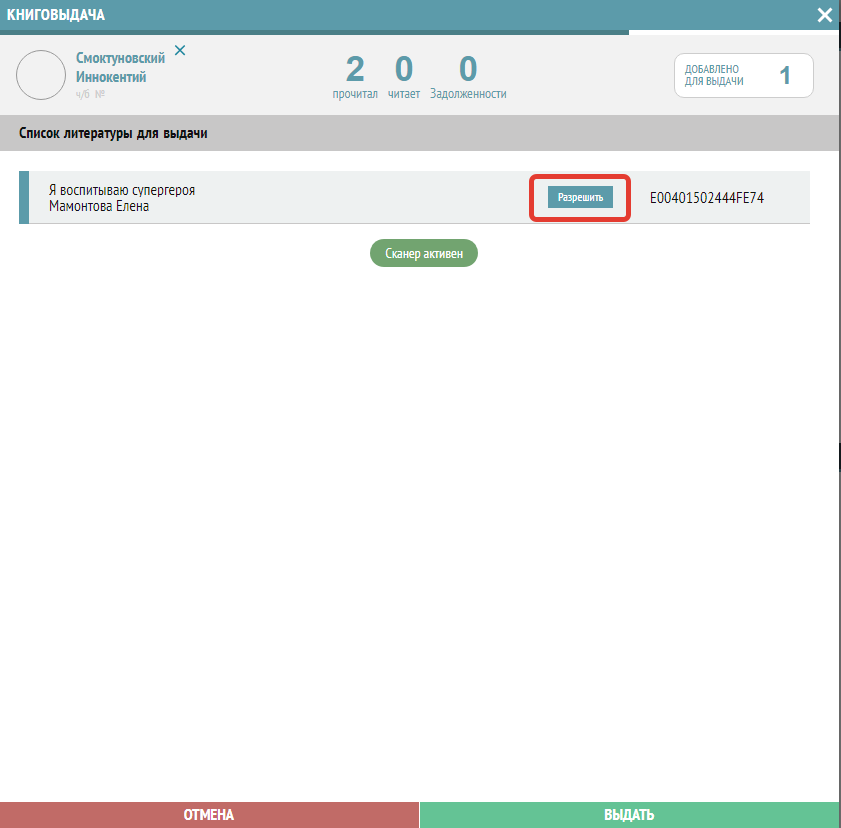 КНИГОВЫДАЧА
Смоктуновский
Иннокентий
ч/б №
2 0 0
прочитал читает Задолженности
ДОБАВЛЕНО
ДЛЯ ВЫДАЧИ
1
Список литературы для выдачи
Я воспитываю супергероя
Мамонтова Елена
Разрешить
E00401502444FE74
Сканер активен
ОТМЕНА
ВЫДАТЬ